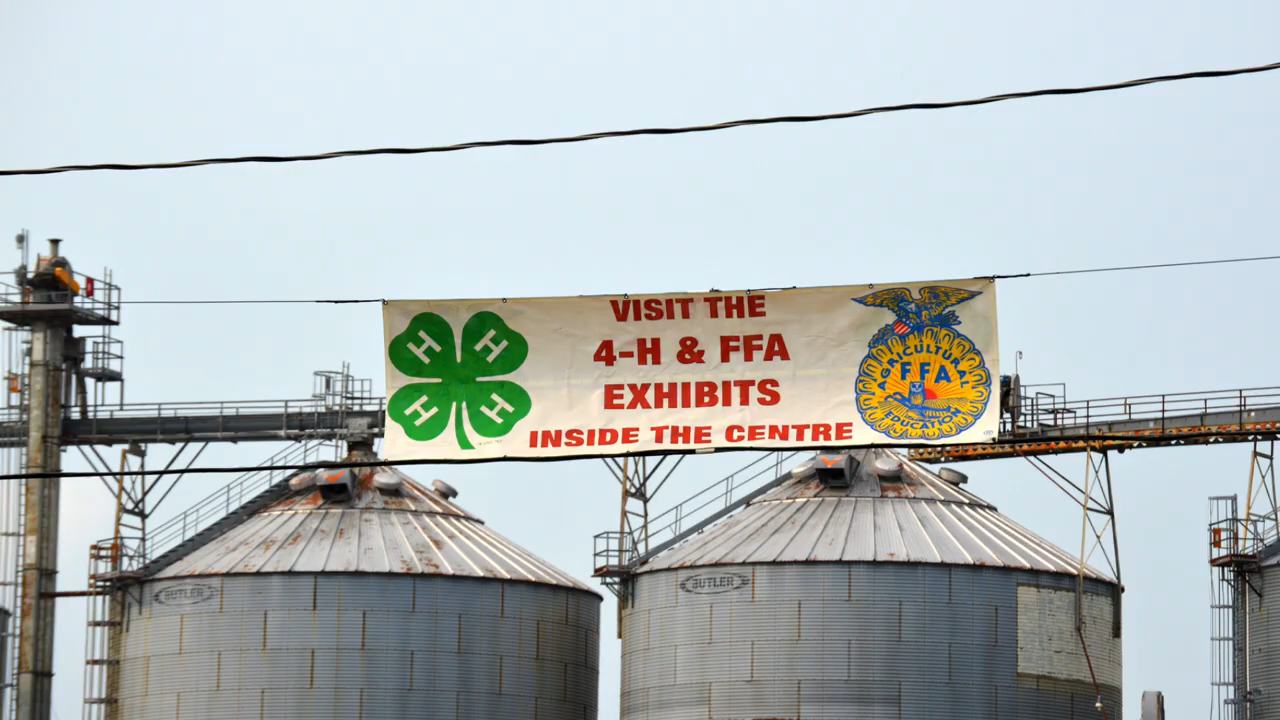 VISIT THE
4-H & FFA
EXHIBITS
INSIDE THE CENTRE
H H
H H
AGRICULTURAL
FFA
EDUCATION
BUTLER
BUTLER